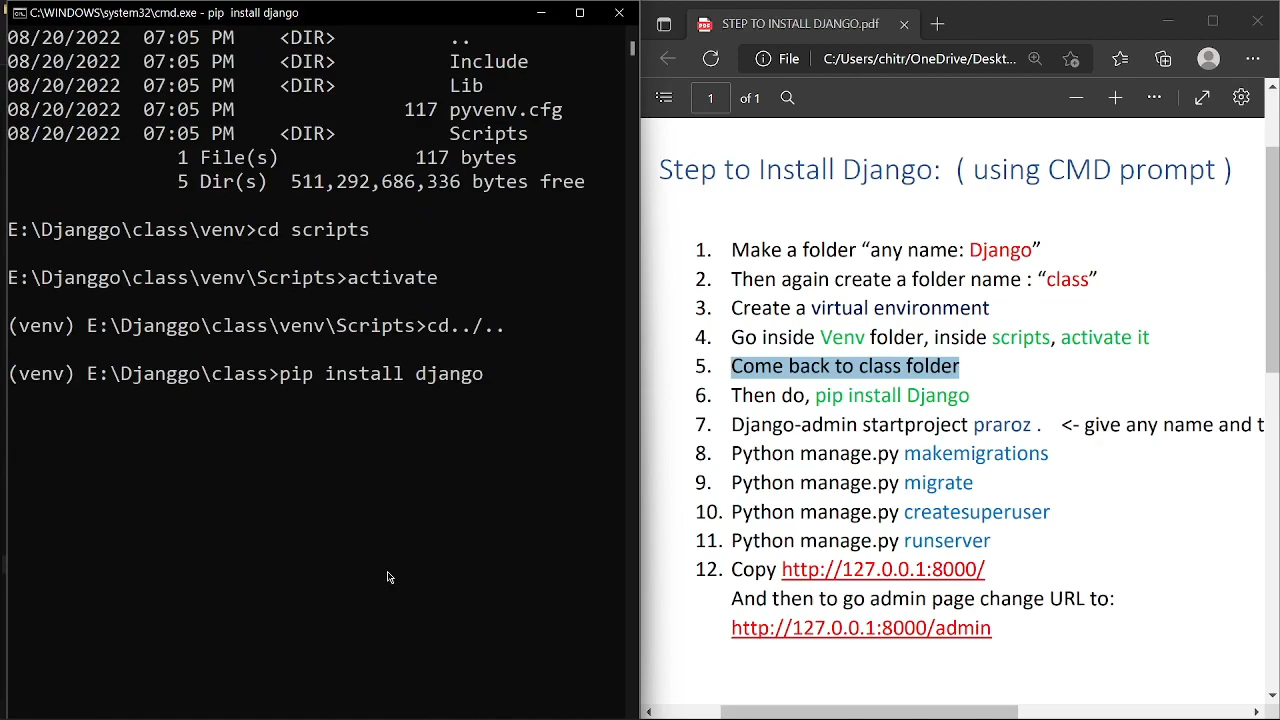 C:\WINDOWS\system32\cmd.exe - pip  install django
08/20/2022  07:05 PM    <DIR>          ..
08/20/2022  07:05 PM    <DIR>          Include
08/20/2022  07:05 PM    <DIR>          Lib
08/20/2022  07:05 PM               117 pyvenv.cfg
08/20/2022  07:05 PM    <DIR>          Scripts
1 File(s)            117 bytes
5 Dir(s)  511,292,686,336 bytes free
E:\Djanggo\class\venv>cd scripts
E:\Djanggo\class\venv\Scripts>activate
(venv) E:\Djanggo\class\venv\Scripts>cd../..
(venv) E:\Djanggo\class>pip install django
STEP TO INSTALL DJANGO.pdf
File C:/Users/chitr/OneDrive/Deskt...
1 of 1
Step to Install Django: ( using CMD prompt )
1. Make a folder “any name: Django”
2. Then again create a folder name : “class”
3. Create a virtual environment
4. Go inside Venv folder, inside scripts, activate it
5. Come back to class folder
6. Then do, pip install Django
7. Django-admin startproject praroz . <- give any name and t
8. Python manage.py makemigrations
9. Python manage.py migrate
10. Python manage.py createsuperuser
11. Python manage.py runserver
12. Copy http://127.0.0.1:8000/
And then to go admin page change URL to:
http://127.0.0.1:8000/admin